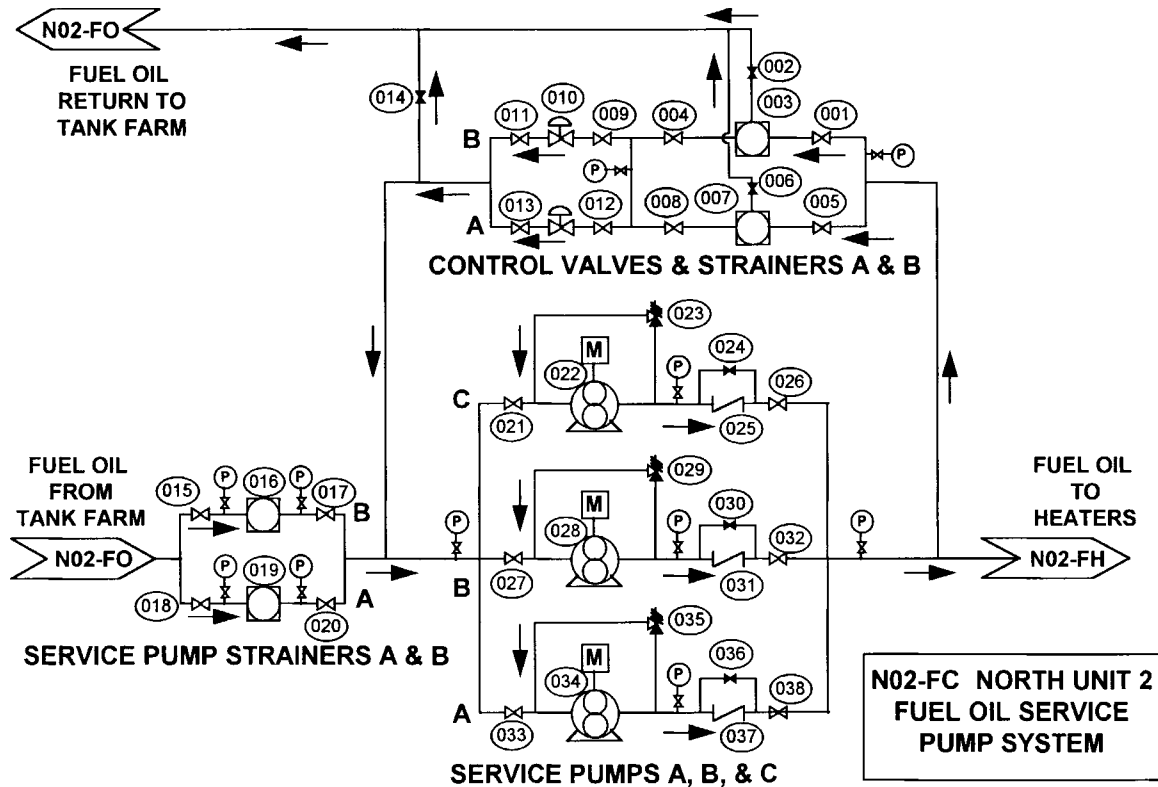 N02-FO
FUEL OIL
RETURN TO
TANK FARM
014
002
003
001
004
009
010
011
B
P
P
006
007
005
008
012
013
A
CONTROL VALVES & STRAINERS A & B
023
M
022
P
024
026
C
021
025
029
M
028
P
030
032
B
027
031
035
M
034
P
036
038
A
033
037
SERVICE PUMPS A, B, & C
FUEL OIL
FROM
TANK FARM
N02-FO
015
P
016
P
017
B
018
P
019
P
020
A
SERVICE PUMP STRAINERS A & B
P
P
FUEL OIL
TO
HEATERS
N02-FH
N02-FC NORTH UNIT 2
FUEL OIL SERVICE
PUMP SYSTEM